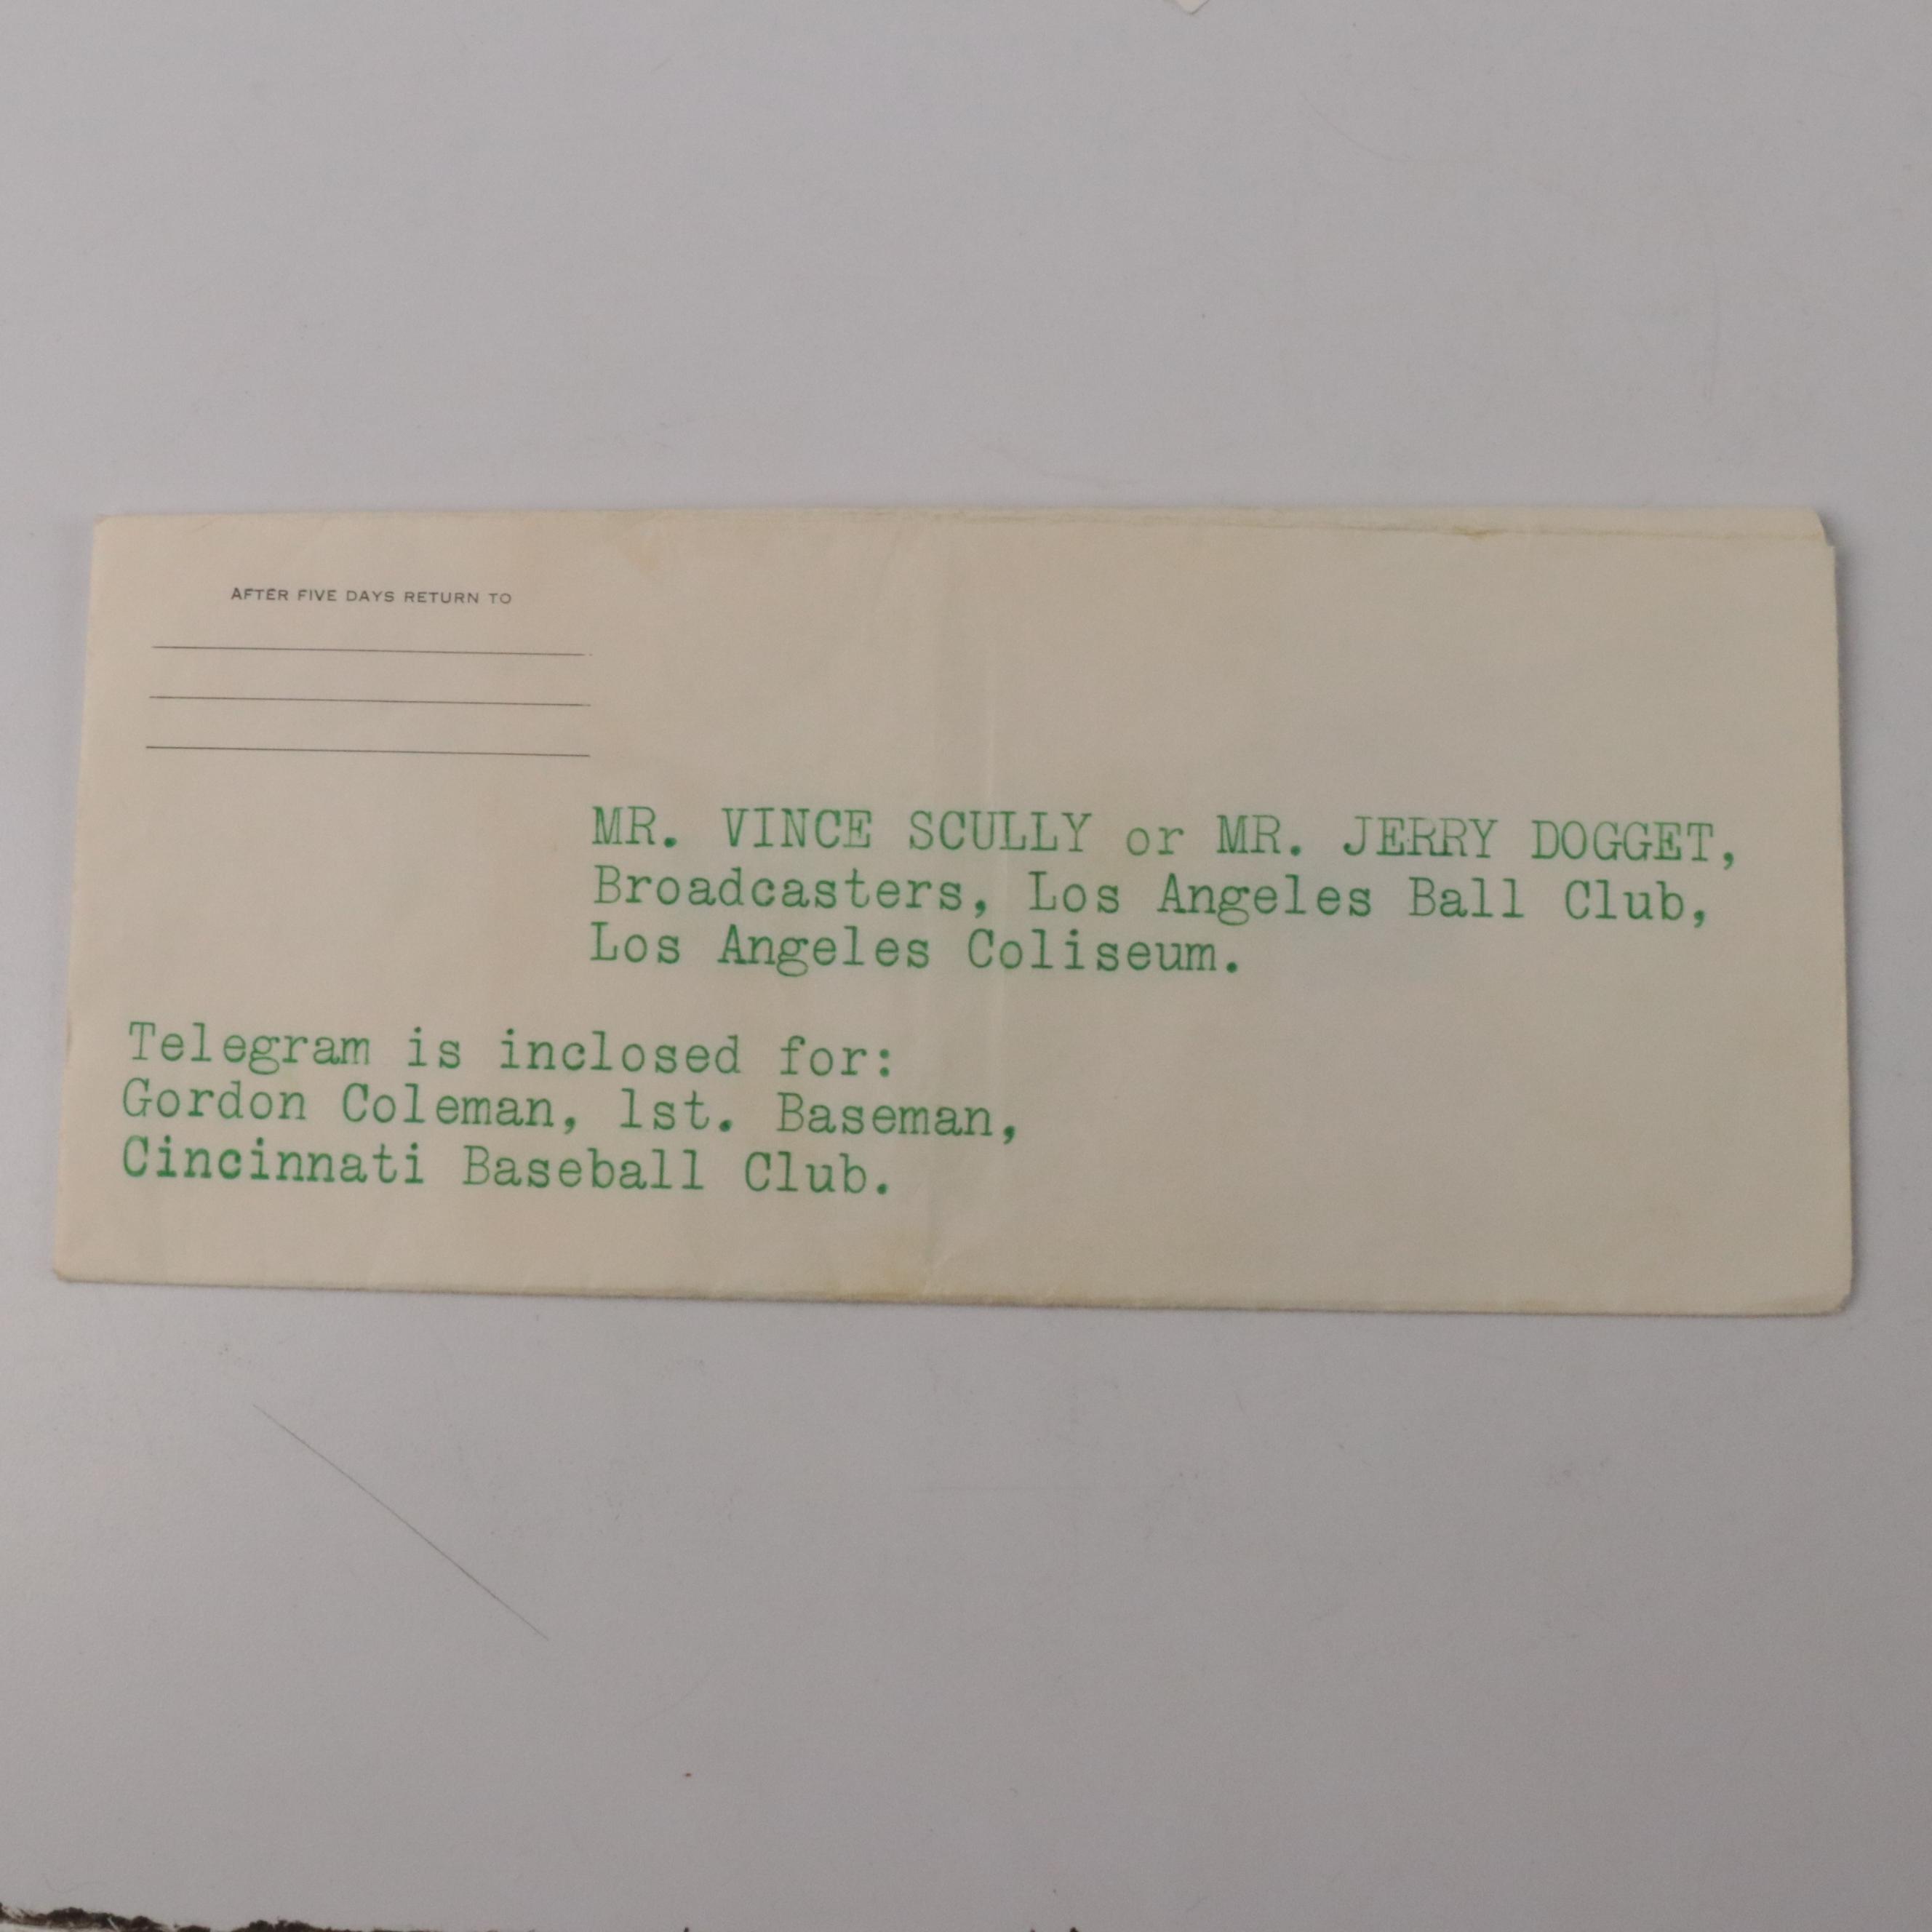 AFTER FIVE DAYS RETURN TO
MR. VINCE SCULLY or MR. JERRY DOGGET,
Broadcasters, Los Angeles Ball Club,
Los Angeles Coliseum.
Telegram is inclosed for:
Gordon Coleman, 1st. Baseman,
Cincinnati Baseball Club.